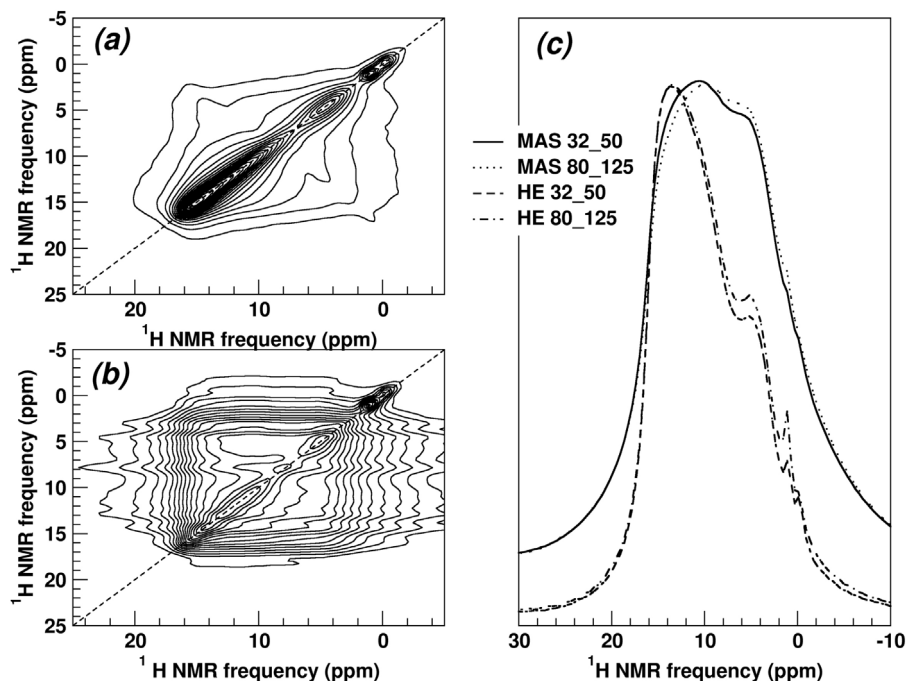 (a)
-5
0
5
10
15
20
25
20 10 0
¹H NMR frequency (ppm)
¹H NMR frequency (ppm)
(b)
-5
0
5
10
15
20
25
20 10 0
¹H NMR frequency (ppm)
¹H NMR frequency (ppm)
(c)
MAS 32_50
MAS 80_125
HE 32_50
HE 80_125
30 20 10 0 -10
¹H NMR frequency (ppm)